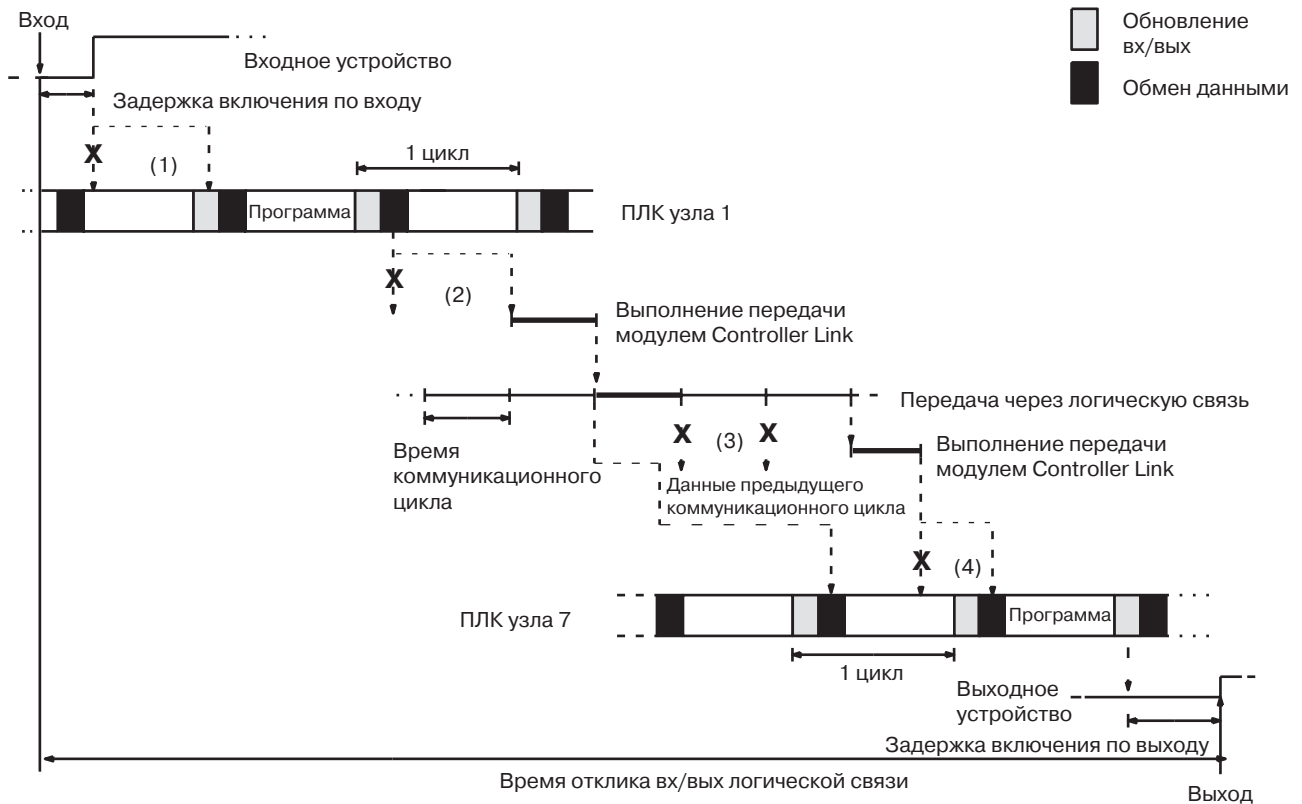 Вход
Обновление
вх/вых
Входное устройство
Обмен данными
Задержка включения по входу
X
(1)
1 цикл
Программа
ПЛК узла 1
X
(2)
Выполнение передачи
модулем Controller Link
Передача через логическую связь
Время
коммуникационного
цикла
X
(3)
X
Выполнение передачи
модулем Controller Link
Данные предыдущего
коммуникационного цикла
X
(4)
ПЛК узла 7
Программа
1 цикл
Выходное
устройство
Задержка включения по выходу
Время отклика вх/вых логической связи
Выход